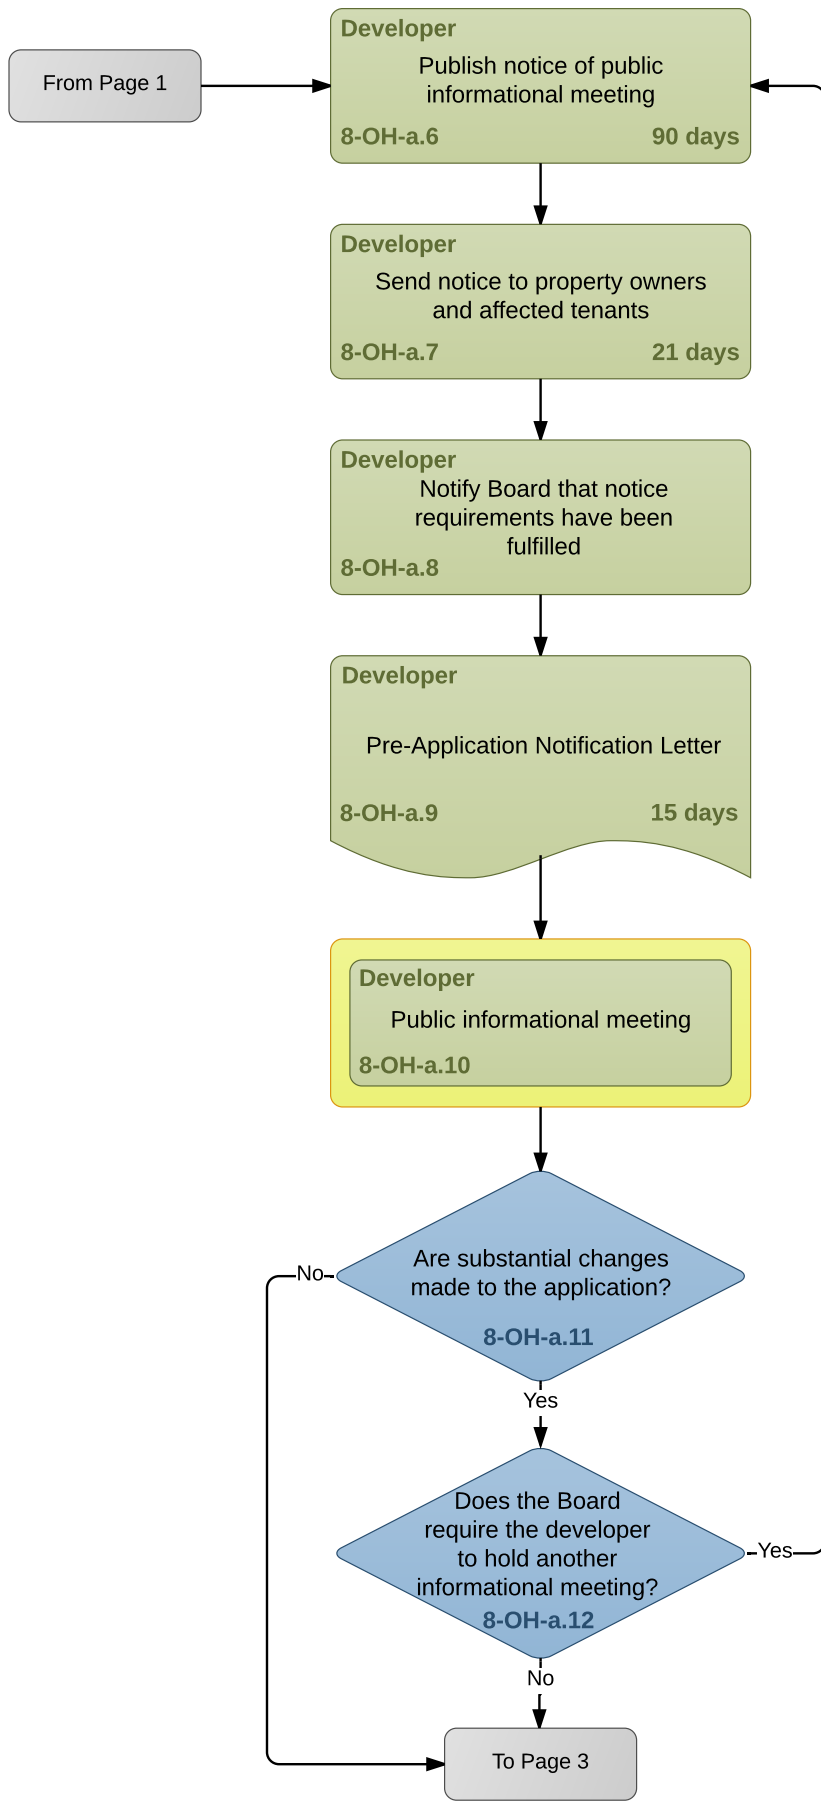 From Page 1
Developer
Publish notice of public
informational meeting
8-OH-a.6 90 days
Developer
Send notice to property owners
and affected tenants
8-OH-a.7 21 days
Developer
Notify Board that notice
requirements have been
fulfilled
8-OH-a.8
Developer
Pre-Application Notification Letter
8-OH-a.9 15 days
Developer
Public informational meeting
8-OH-a.10
Are substantial changes
made to the application?
8-OH-a.11
No
Yes
Does the Board
require the developer
to hold another
informational meeting?
8-OH-a.12
Yes
No
To Page 3